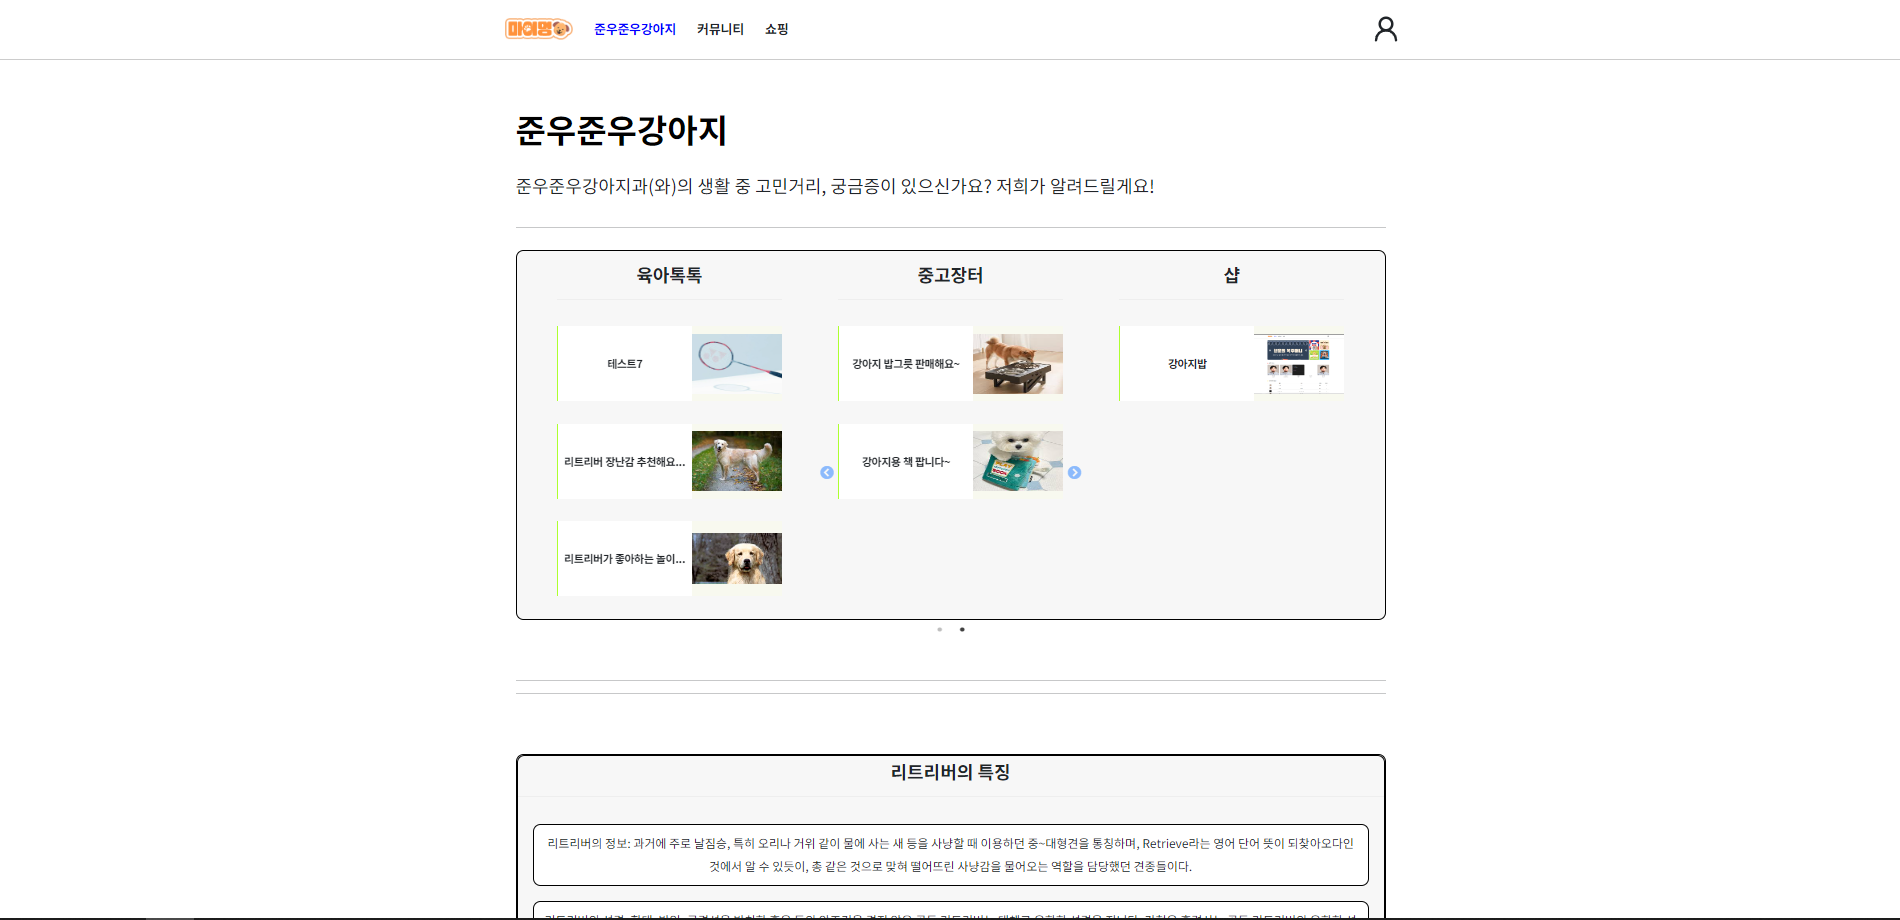 마이멍
준우준우강아지 커뮤니티 쇼핑
준우준우강아지
준우준우강아지과(와)의 생활 중 고민거리, 궁금증이 있으신가요? 저희가 알려드릴게요!
육아톡톡 중고장터 샵
테스트7
강아지 밥그릇 판매해요~
강아지밥
리트리버 장난감 추천해요...
강아지용 책 팝니다~
리트리버가 좋아하는 놀이...
리트리버의 특징
리트리버의 정보: 과거에 주로 날짐승, 특히 오리나 거위 같이 물에 사는 새 등을 사냥할 때 이용하던 중~대형견을 통칭하며, Retrieve라는 영어 단어 뜻이 되찾아오다인
것에서 알 수 있듯이, 총 같은 것으로 맞혀 떨어뜨린 사냥감을 물어오는 역할을 담당했던 견종들이다.